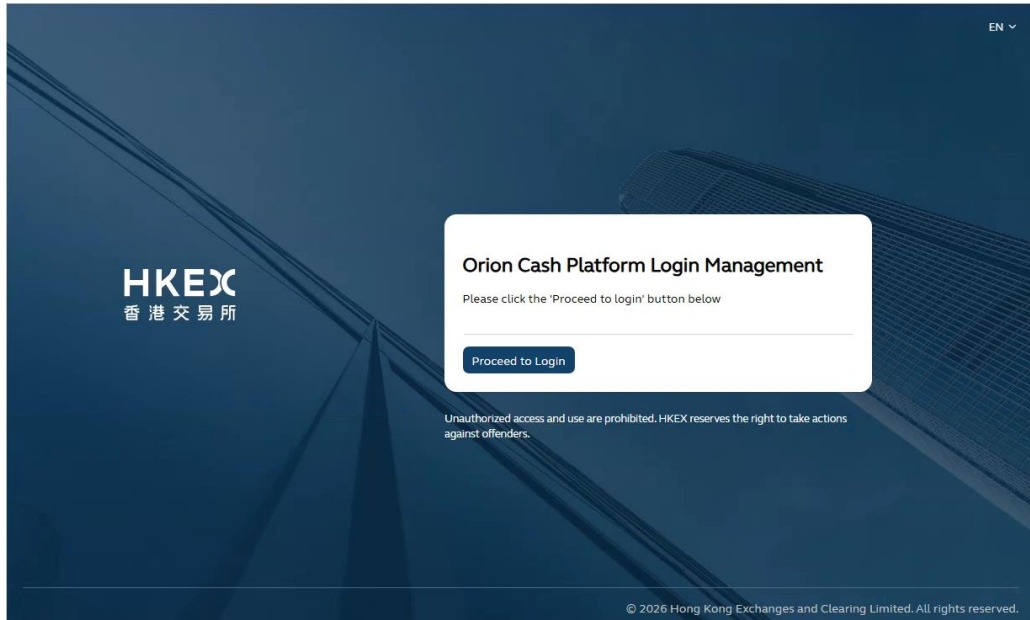 EN
HKEX
香港交易所
Orion Cash Platform Login Management
Please click the 'Proceed to login' button below
Proceed to Login
Unauthorized access and use are prohibited. HKEX reserves the right to take actions
against offenders.
© 2026 Hong Kong Exchanges and Clearing Limited. All rights reserved.